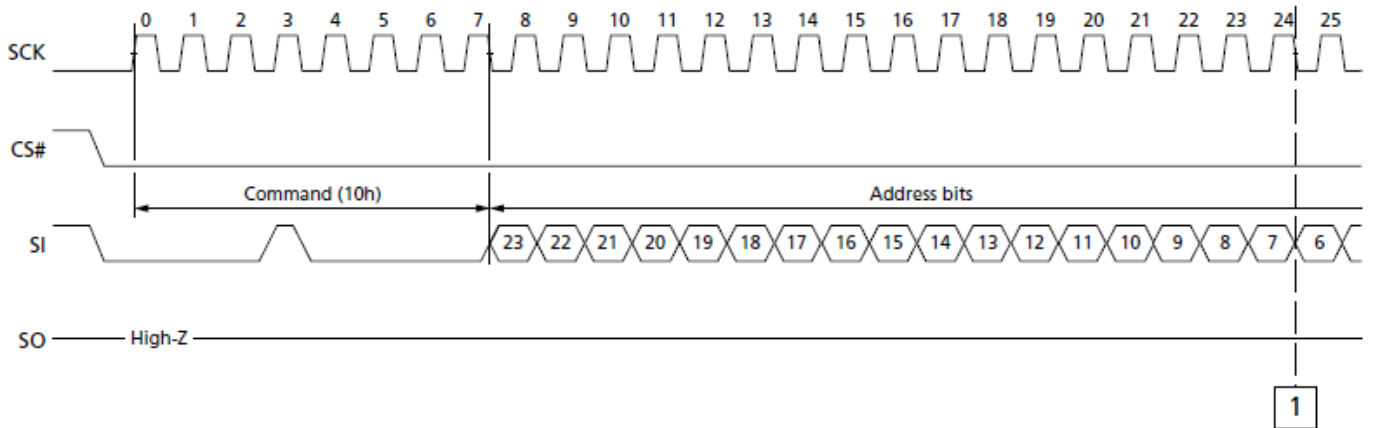 0 1 2 3 4 5 6 7 8 9 10 11 12 13 14 15 16 17 18 19 20 21 22 23 24 25
SCK
CS#
Command (10h) Address bits
SI 23 22 21 20 19 18 17 16 15 14 13 12 11 10 9 8 7 6
SO High-Z
1